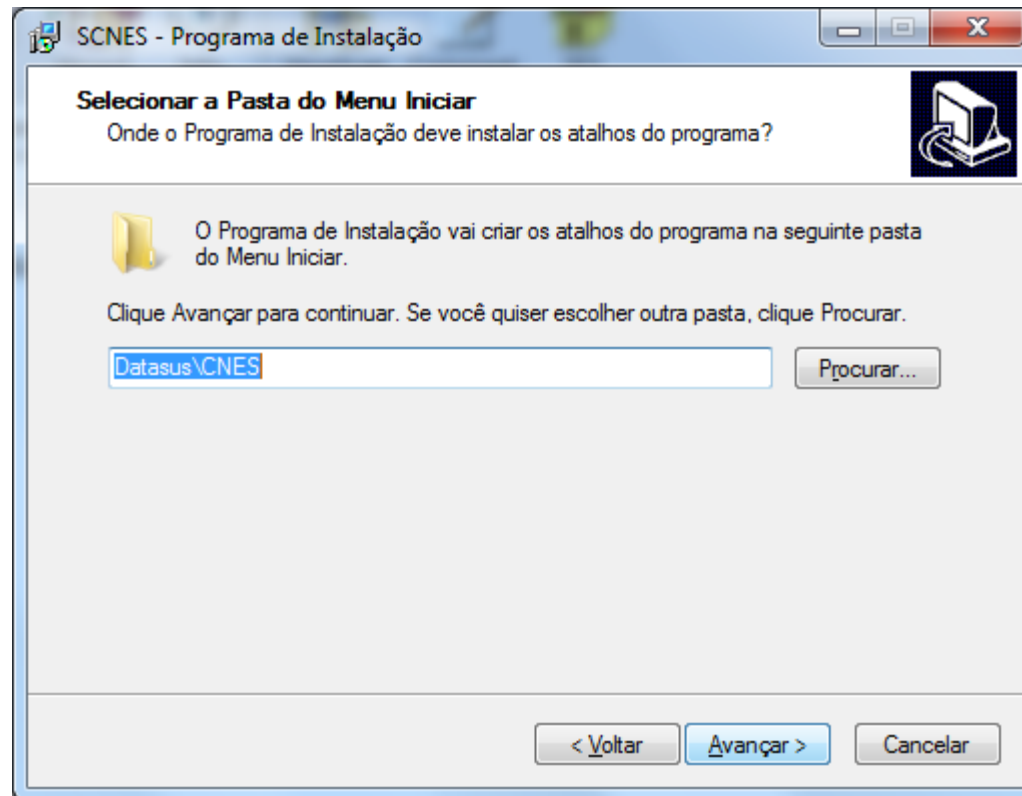 SCNES - Programa de Instalação
Selecionar a Pasta do Menu Iniciar
Onde o Programa de Instalação deve instalar os atalhos do programa?
O Programa de Instalação vai criar os atalhos do programa na seguinte pasta
do Menu Iniciar.
Clique Avançar para continuar. Se você quiser escolher outra pasta, clique Procurar.
Datasus\CNES
Procurar...
< Voltar
Avançar >
Cancelar